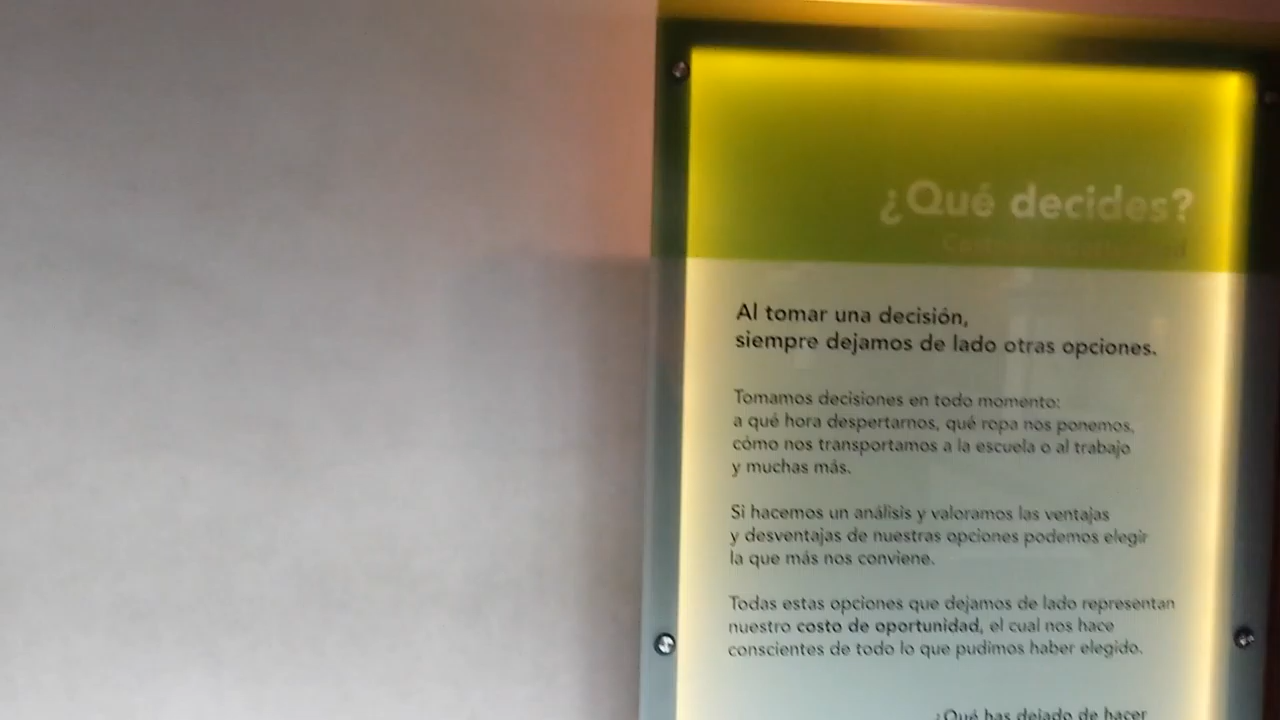 ¿Qué decides?
Al tomar una decisión,
siempre dejamos de lado otras opciones.
Tomamos decisiones en todo momento:
a qué hora despertarnos, qué ropa nos ponemos,
cómo nos transportamos a la escuela o al trabajo
y muchas más.
Si hacemos un análisis y valoramos las ventajas
y desventajas de nuestras opciones podemos elegir
la que más nos conviene.
Todas estas opciones que dejamos de lado representan
nuestro costo de oportunidad, el cual nos hace
conscientes de todo lo que pudimos haber elegido.
¿Qué has dejado de hacer